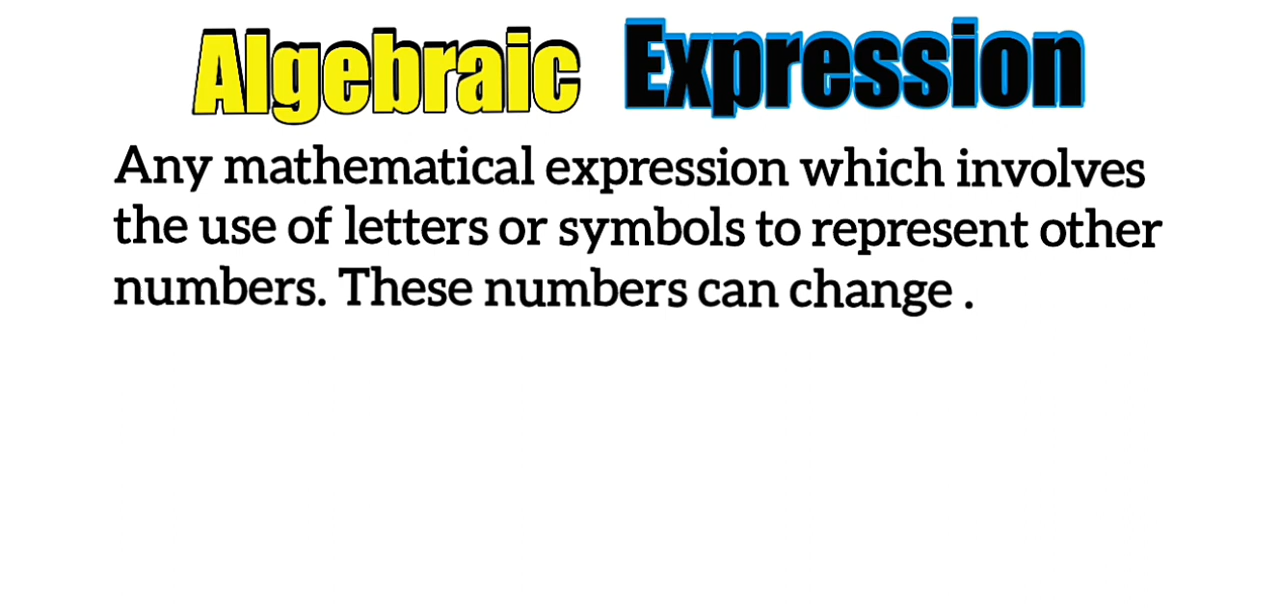 Algebraic Expression
Any mathematical expression which involves
the use of letters or symbols to represent other
numbers. These numbers can change .